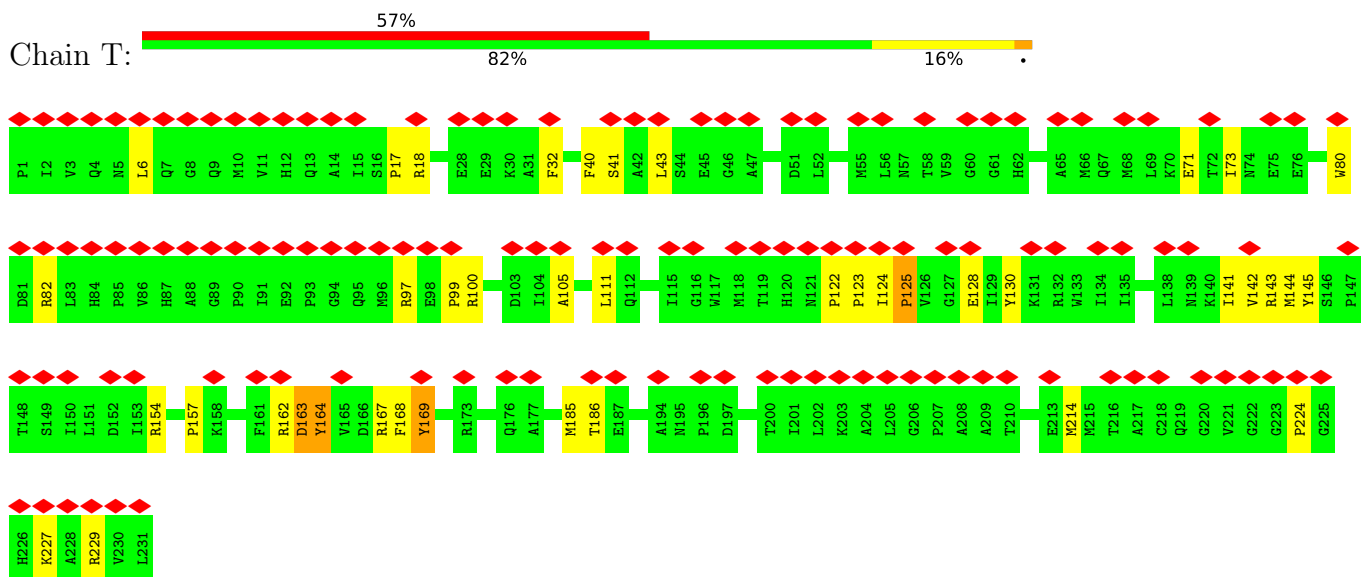 57%
Chain T:
82% 16% •
P1 I2 V3 Q4 N5 L6 Q7 G8 Q9 M10 V11 H12 Q13 A14 I15 S16 P17 R18 E28 E29 K30 A31 F32 F40 S41 A42 L43 S44 E45 G46 A47 D51 L52 M55 L56 N57 T58 V59 G60 G61 H62 A65 M66 Q67 M68 L69 K70 E71 T72 I73 N74 E75 E76 W80
D81 R82 L83 H84 P85 V86 H87 A88 G89 P90 I91 E92 P93 G94 Q95 M96 R97 E98 P99 R100 D103 I104 A105 L111 Q112 I115 G116 W117 M118 T119 H120 N121 P122 P123 I124 P125 V126 G127 E128 I129 Y130 K131 R132 W133 I134 I135 L138 N139 K140 I141 V142 R143 M144 Y145 S146 P147
T148 S149 I150 L151 D152 I153 R154 P157 K158 F161 R162 D163 Y164 V165 D166 R167 F168 Y169 R173 Q176 A177 M185 T186 E187 A194 N195 P196 D197 T200 I201 L202 K203 A204 L205 G206 P207 A208 A209 T210 E213 M214 M215 T216 A217 C218 Q219 G220 V221 G222 G223 P224 G225
H226 K227 A228 R229 V230 L231